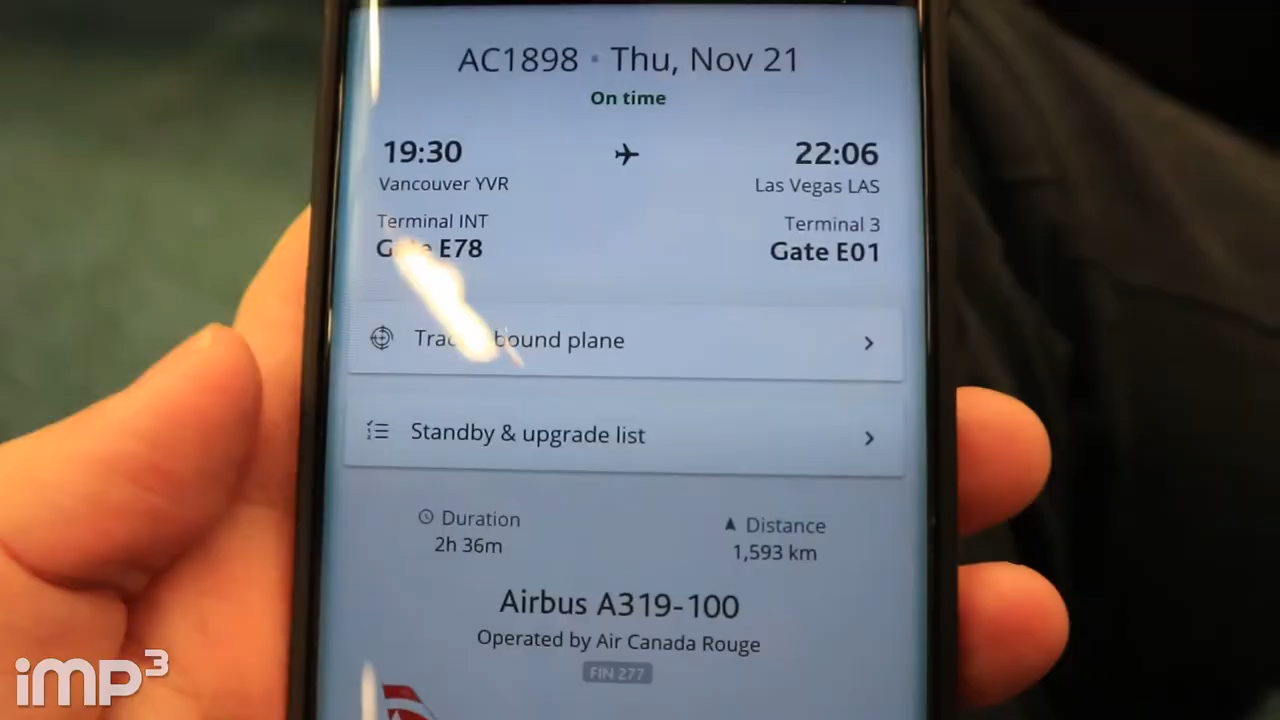 AC1898 • Thu, Nov 21
On time
19:30
22:06
Vancouver YVR
Las Vegas LAS
Terminal INT
Terminal 3
Gate E78
Gate E01
bound plane
Standby & upgrade list
Duration
Distance
2h 36m
1,593 km
Airbus A319-100
Operated by Air Canada Rouge
FIN 277
iMP3